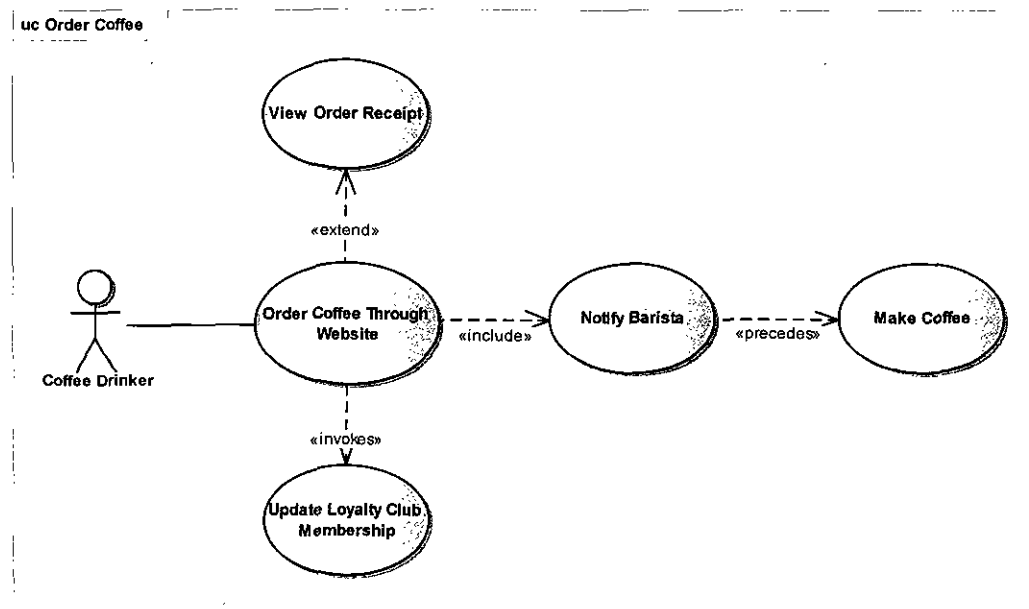 uc Order Coffee
View Order Receipt
«extend»
Order Coffee Through
Website
«include»
Notify Barista
«precedes»
Make Coffee
Coffee Drinker
«invokes»
Update Loyalty Club
Membership